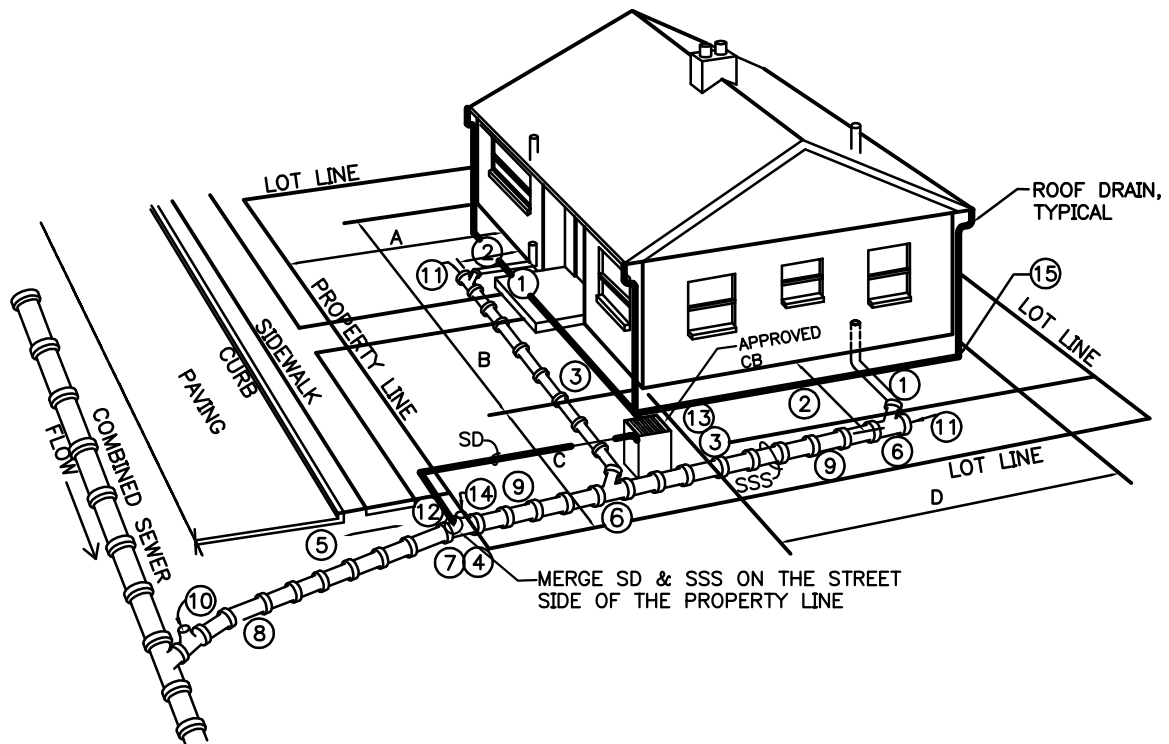 LOT LINE
ROOF DRAIN,
TYPICAL
A
2
11
1
15
PROPERTY LINE
SIDEWALK
CURB
PAVING
LOT LINE
APPROVED
CB
B
3
1
2
COMBINED SEWER
FLOW
13
3
11
SD
C
SSS
9
6
LOT LINE
D
14
9
12
6
5
7
4
MERGE SD & SSS ON THE STREET
SIDE OF THE PROPERTY LINE
10
8